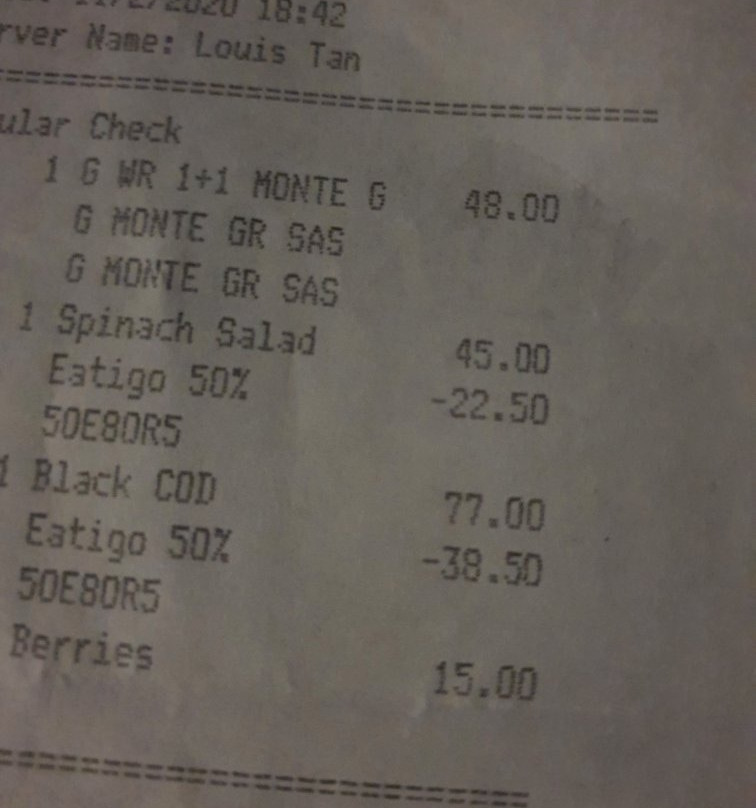 18:42
rver Name: Louis Tan
ular Check
1 G WR 1+1 MONTE G 48.00
G MONTE GR SAS
G MONTE GR SAS
1 Spinach Salad 45.00
Eatigo 50% -22.50
50E80R5
1 Black COD 77.00
Eatigo 50% -38.50
50E80R5
Berries 15.00